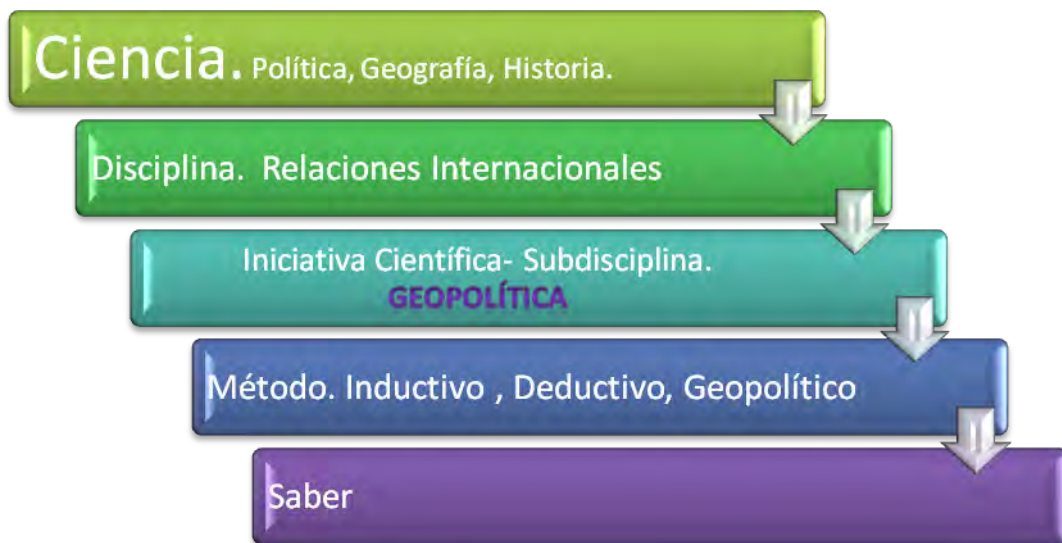 Ciencia. Política, Geografía, Historia.
Disciplina. Relaciones Internacionales
Iniciativa Científica- Subdisciplina.
GEOPOLÍTICA
Método. Inductivo , Deductivo, Geopolítico
Saber